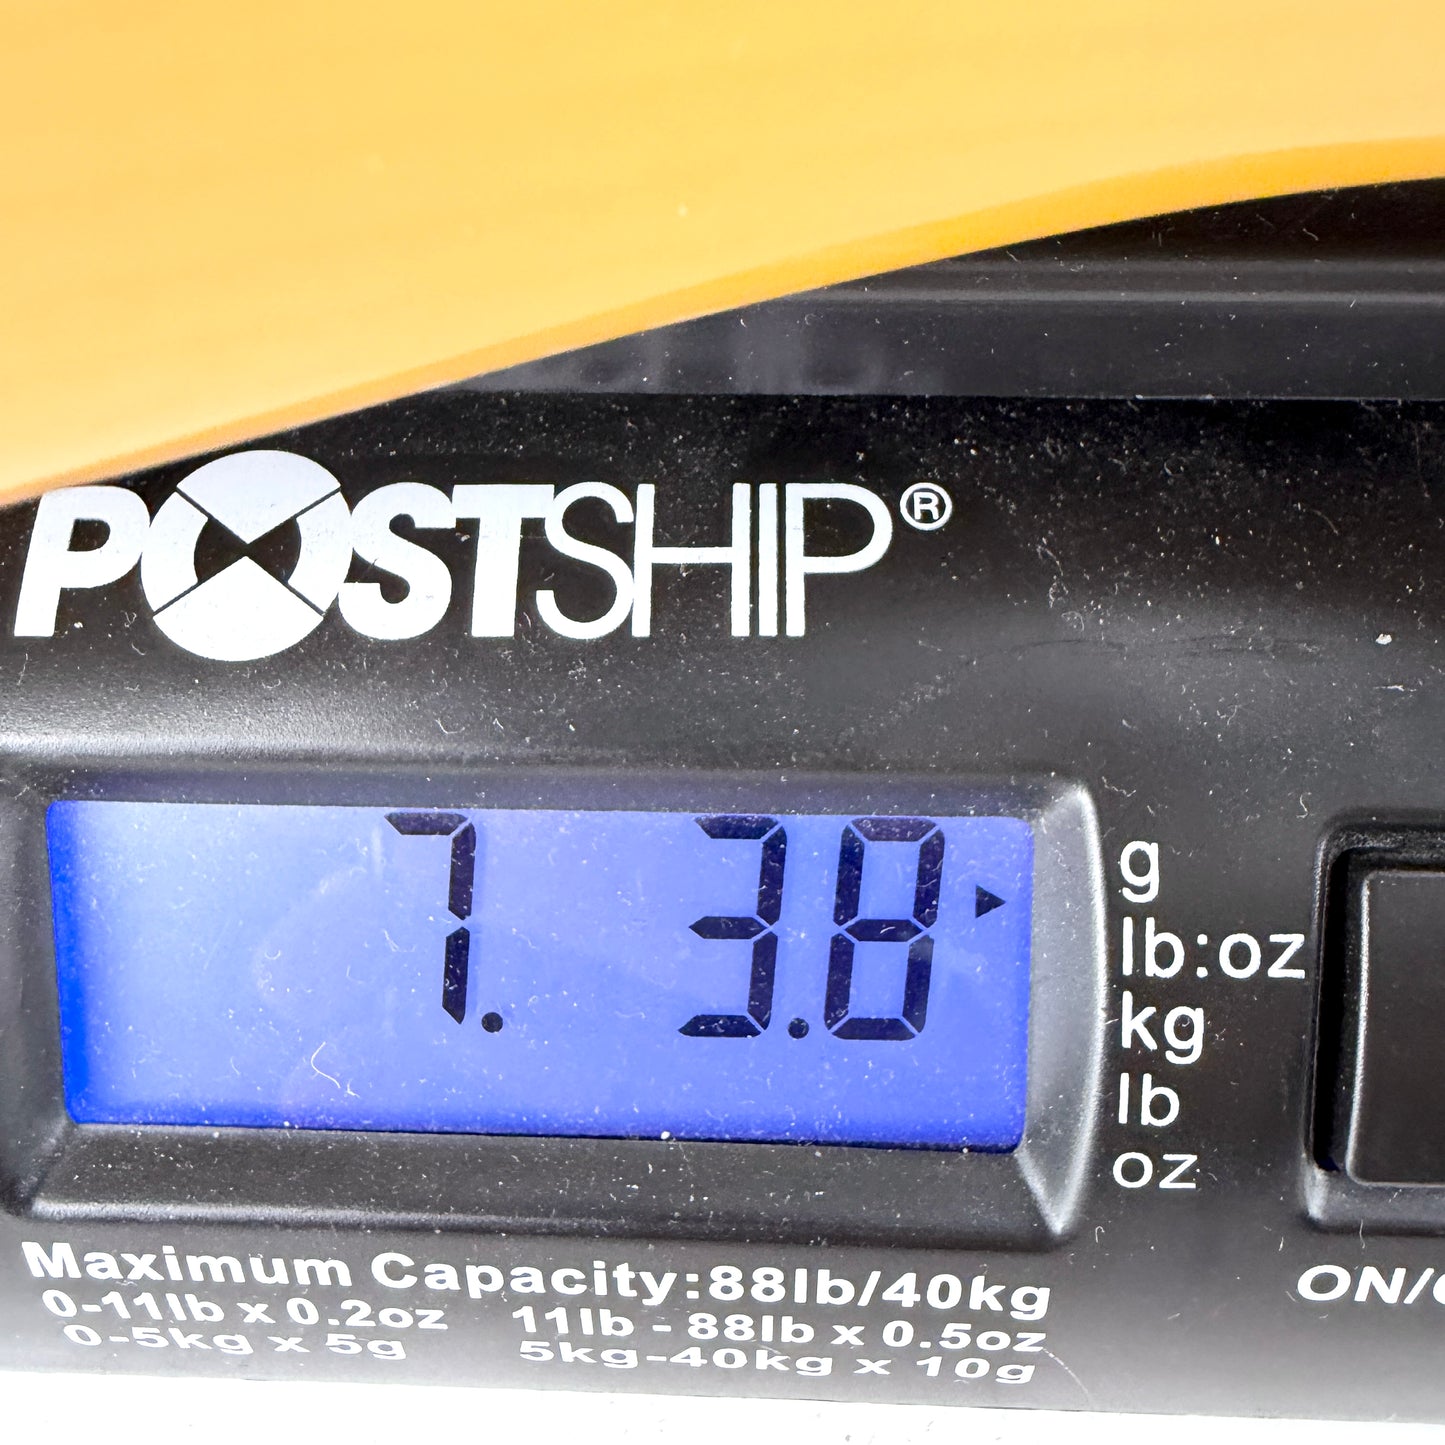 POSTSHIP®
7. 3.8
g
lb:oz
kg
lb
oz
Maximum Capacity:88lb/40kg
0-11lb x 0.2oz 11lb - 88lb x 0.5oz
0-5kg x 5g 5kg-40kg x 10g